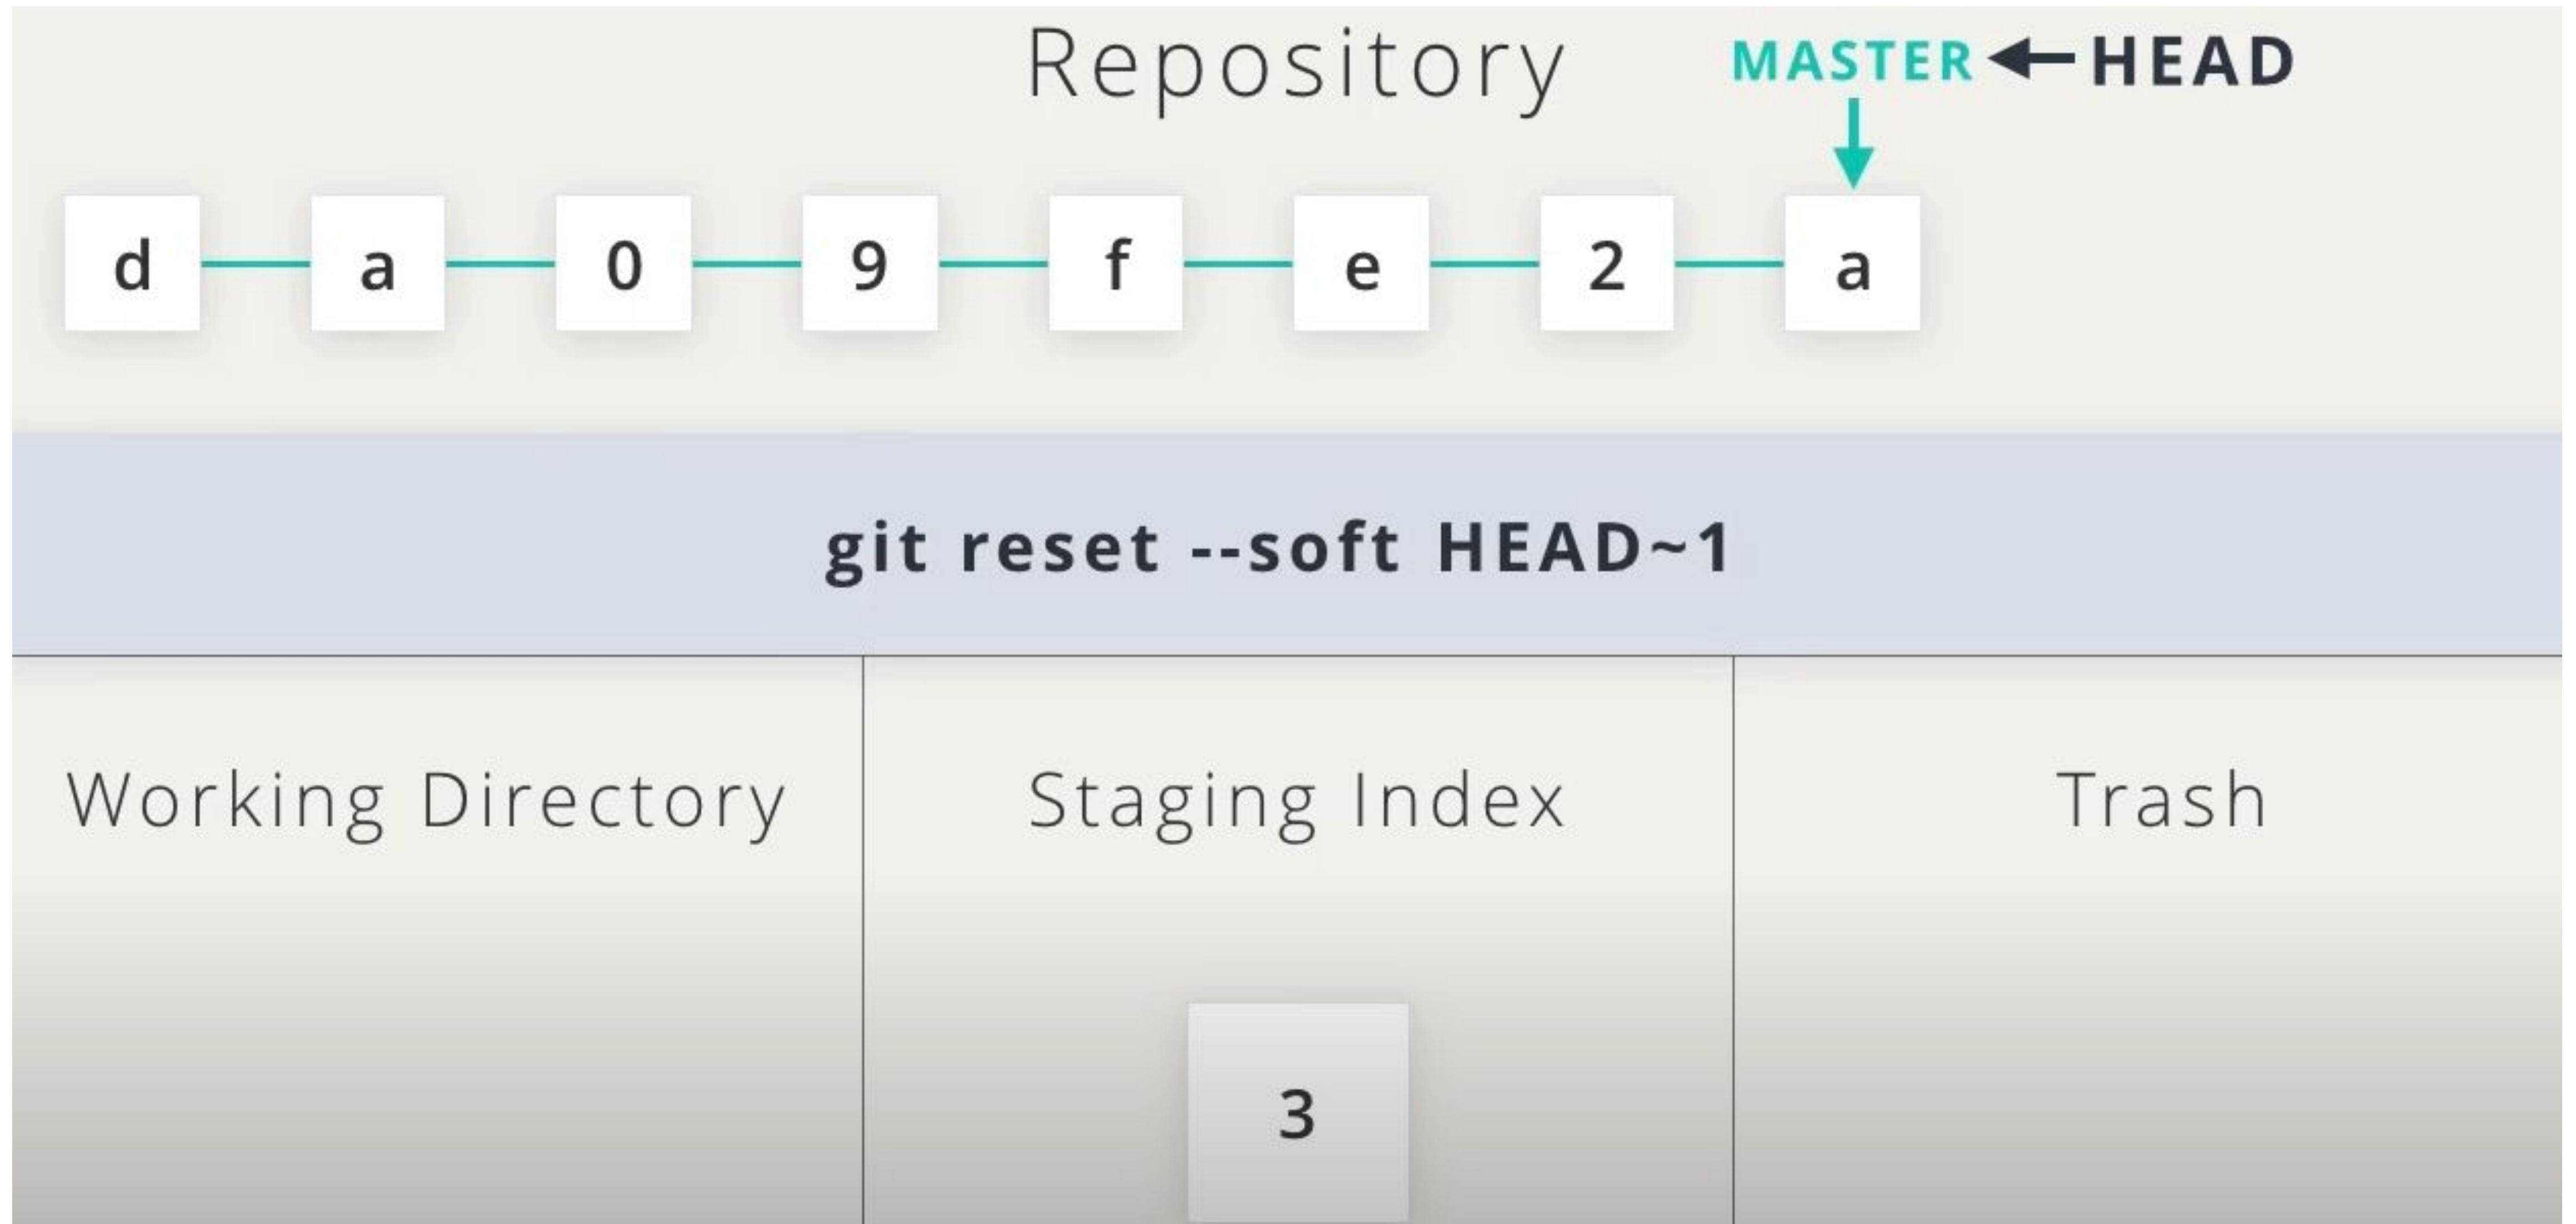 Repository
MASTER HEAD
d a 0 9 f e 2 a
git reset --soft HEAD~1
Working Directory
Staging Index
Trash
3